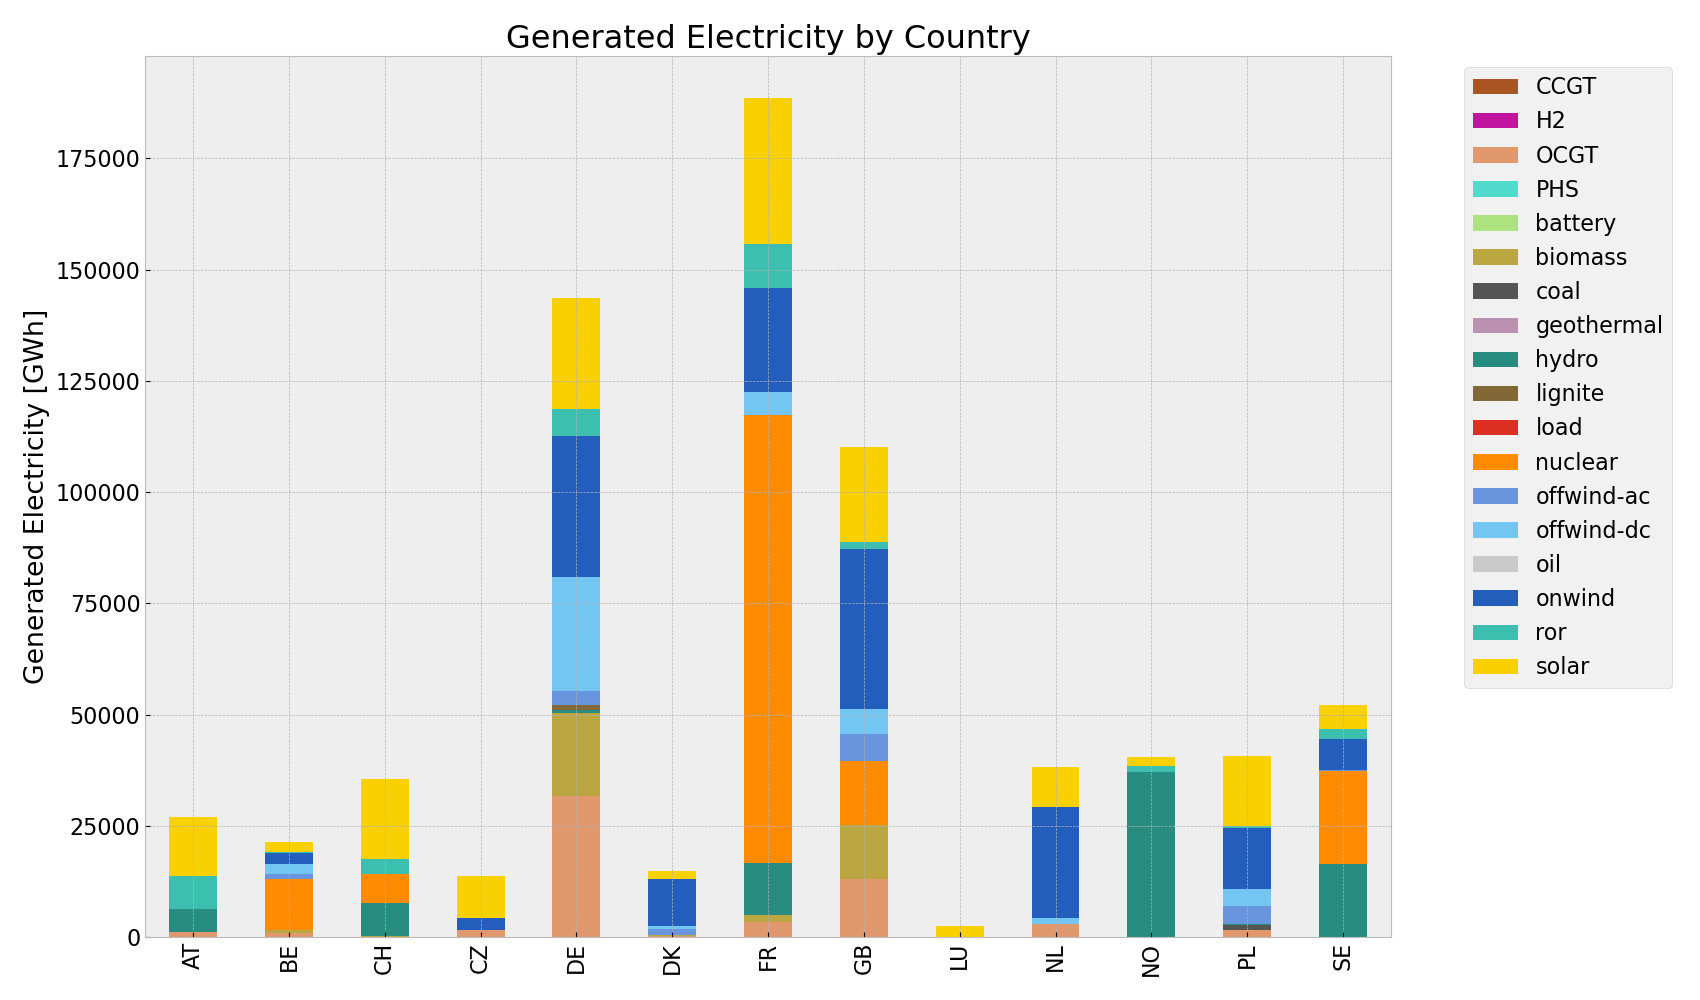 Generated Electricity by Country
Generated Electricity [GWh]
175000
150000
125000
100000
75000
50000
25000
0
AT BE CH CZ DE DK FR GB LU NL NO PL SE
CCGT
H2
OCGT
PHS
battery
biomass
coal
geothermal
hydro
lignite
load
nuclear
offwind-ac
offwind-dc
oil
onwind
ror
solar